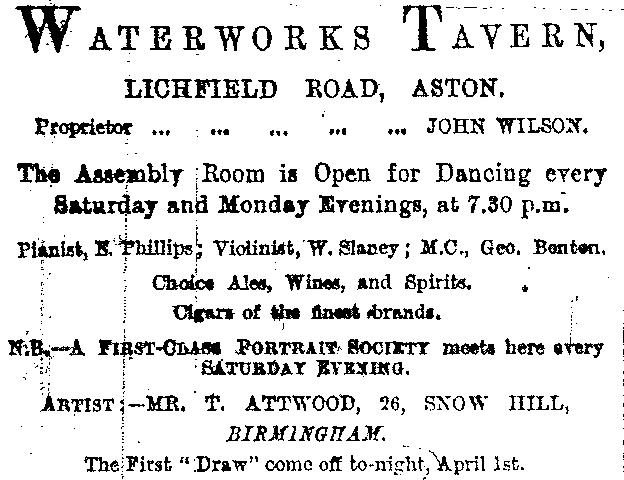 WATERWORKS TAVERN,
LICHFIELD ROAD, ASTON.
Proprietor ... ... ... ... ... JOHN WILSON.
The Assembly Room is Open for Dancing every
Saturday and Monday Evenings, at 7.30 p.m.
Pianist, E. Phillips; Violinist, W. Slaney; M.C., Geo. Benton.
Choice Ales, Wines, and Spirits.
Cigars of the finest brands.
N.B.—A FIRST-CLASS PORTRAIT SOCIETY meets here every
SATURDAY EVENING.
ARTIST:—MR. T. ATTWOOD, 26, SNOW HILL,
BIRMINGHAM.
The First "Draw" come off to-night, April 1st.